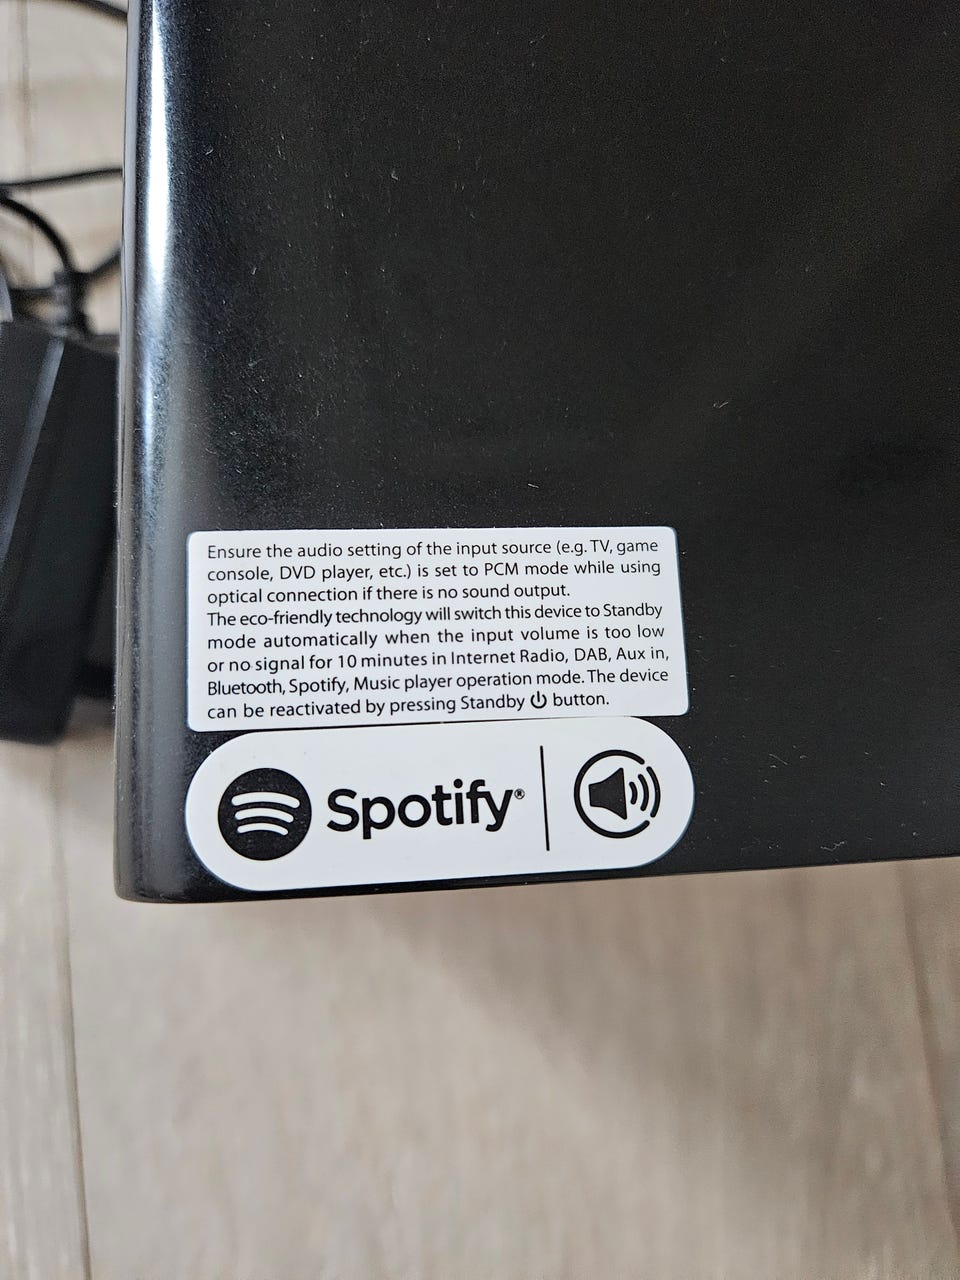 Ensure the audio setting of the input source (e.g. TV, game
console, DVD player, etc.) is set to PCM mode while using
optical connection if there is no sound output.
The eco-friendly technology will switch this device to Standby
mode automatically when the input volume is too low
or no signal for 10 minutes in Internet Radio, DAB, Aux in,
Bluetooth, Spotify, Music player operation mode. The device
can be reactivated by pressing Standby ⏻ button.
Spotify®